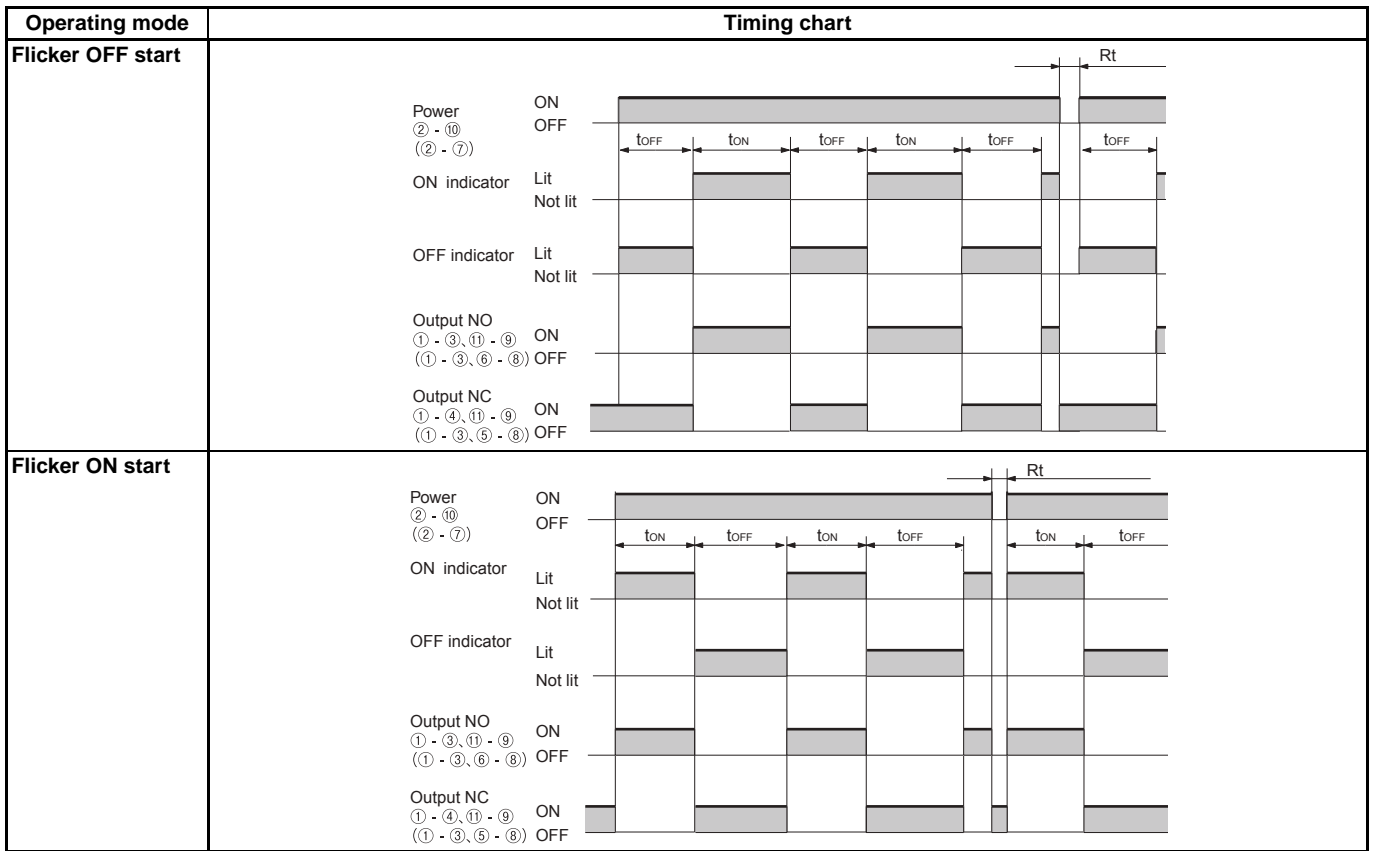 Operating mode Timing chart
Flicker OFF start
Rt
Power ON
② - ⑩ OFF
(② - ⑦)
tOFF tON tOFF tON tOFF tOFF
ON indicator Lit
Not lit
OFF indicator Lit
Not lit
Output NO
① - ③、⑪ - ⑨ ON
(① - ③、⑥ - ⑧) OFF
Output NC
① - ④、⑪ - ⑨ ON
(① - ③、⑤ - ⑧) OFF
Flicker ON start
Rt
Power ON
② - ⑩ OFF
(② - ⑦)
tON tOFF tON tOFF tON tOFF
ON indicator Lit
Not lit
OFF indicator Lit
Not lit
Output NO
① - ③、⑪ - ⑨ ON
(① - ③、⑥ - ⑧) OFF
Output NC
① - ④、⑪ - ⑨ ON
(① - ③、⑤ - ⑧) OFF